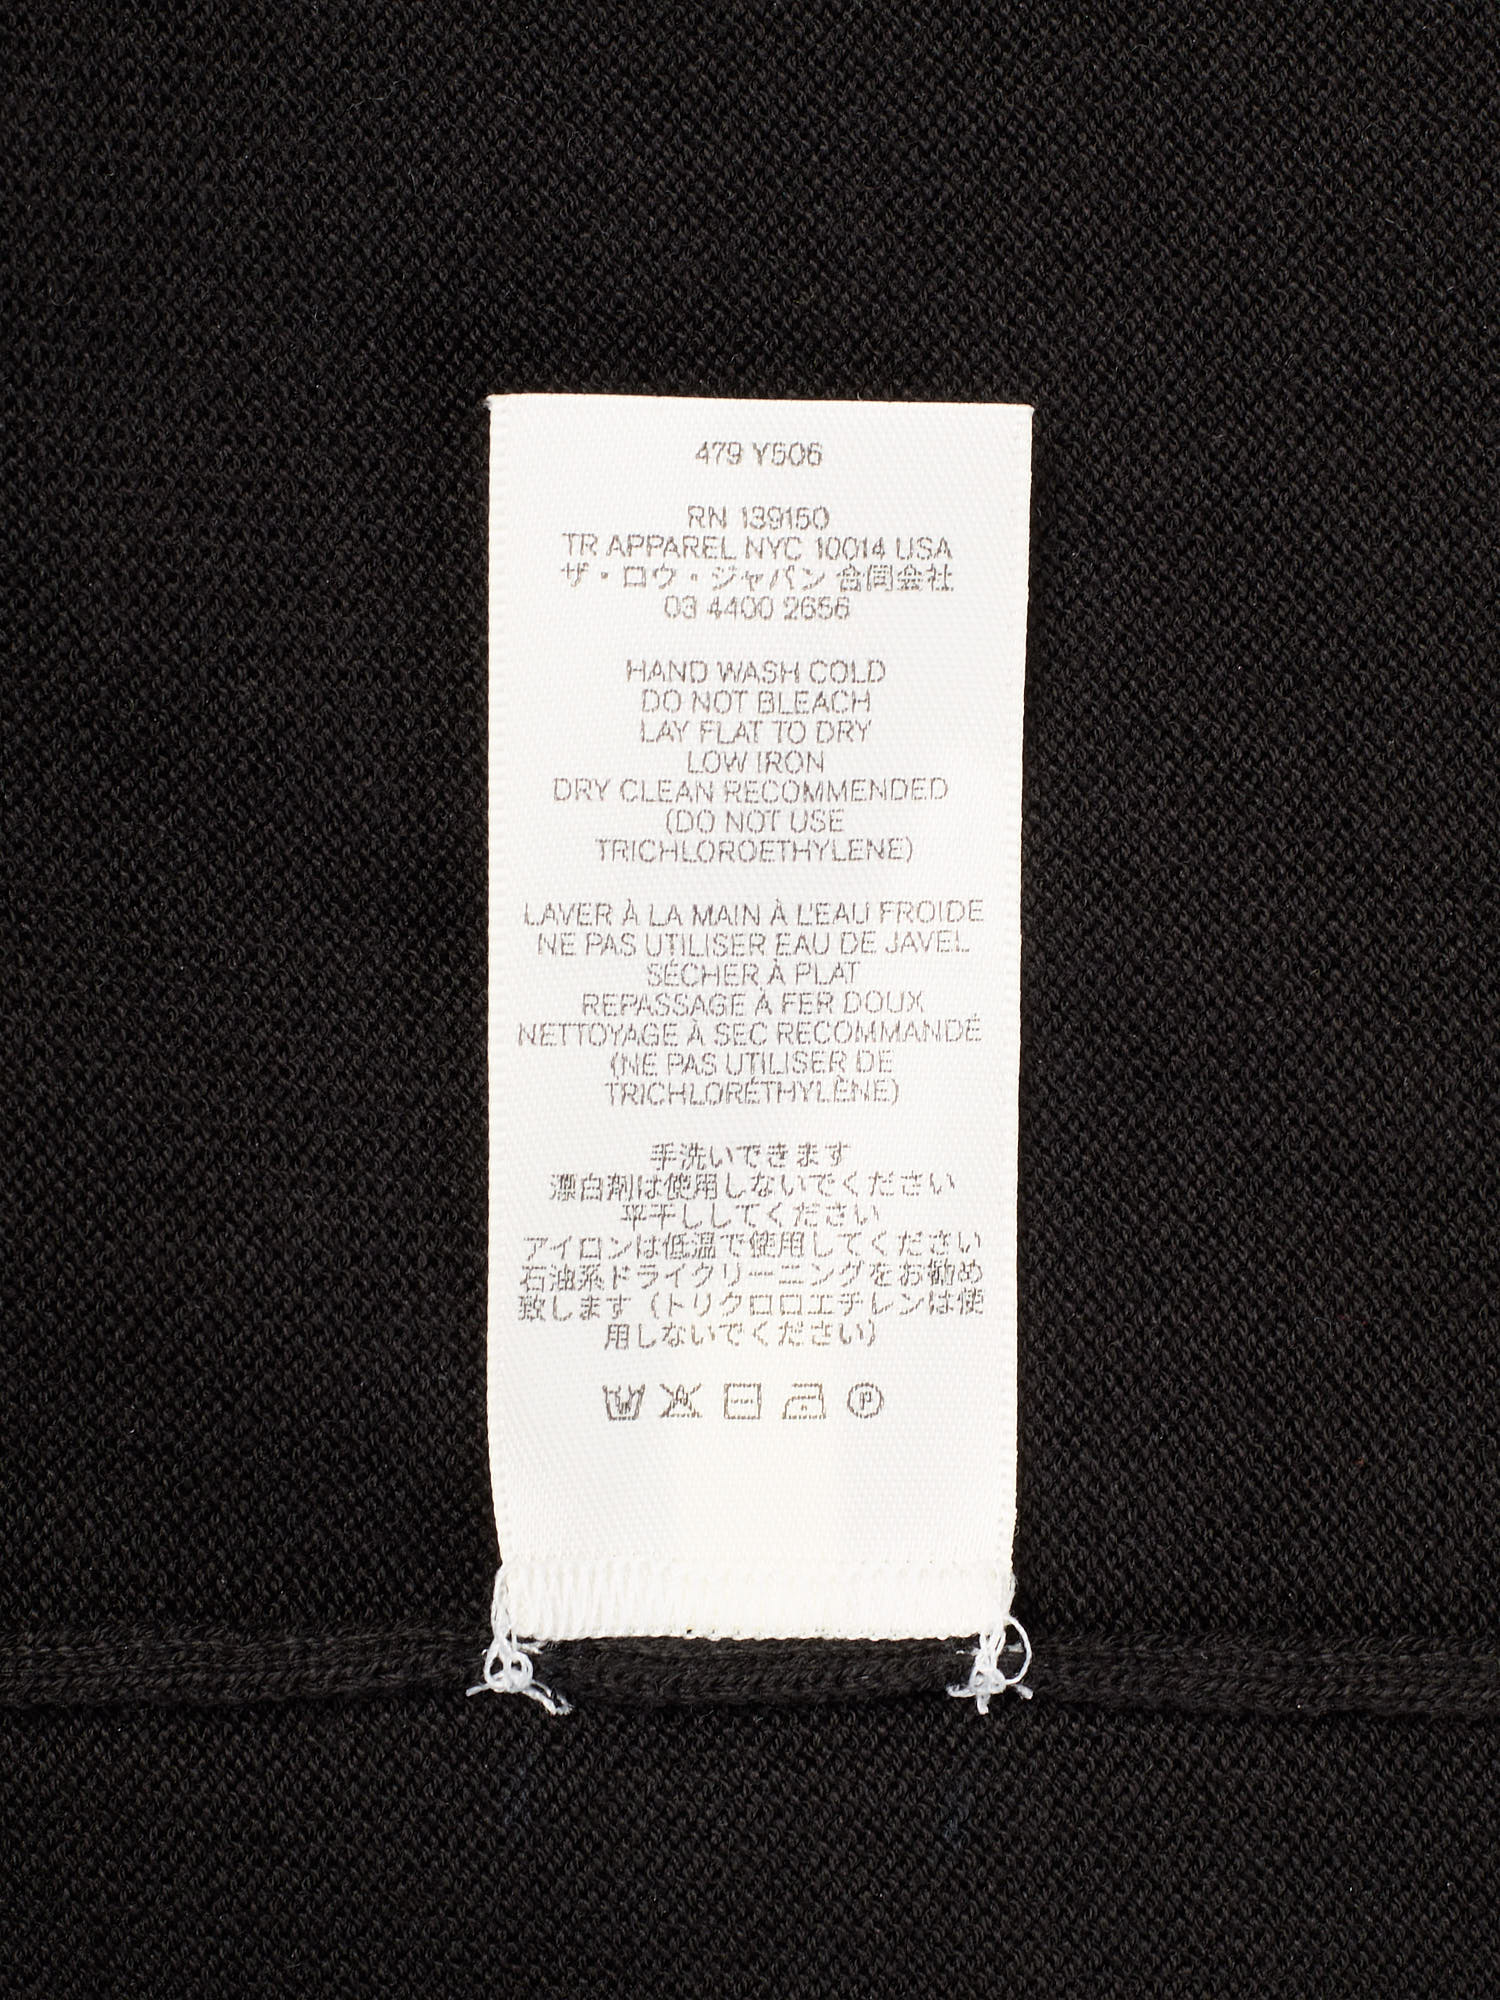 479 Y506
RN 139150
TR APPAREL NYC 10014 USA
ザ・ロウ・ジャパン 合同会社
03 4400 2656
HAND WASH COLD
DO NOT BLEACH
LAY FLAT TO DRY
LOW IRON
DRY CLEAN RECOMMENDED
(DO NOT USE
TRICHLOROETHYLENE)
LAVER À LA MAIN À L'EAU FROIDE
NE PAS UTILISER EAU DE JAVEL
SÉCHER À PLAT
REPASSAGE À FER DOUX
NETTOYAGE À SEC RECOMMANDÉ
(NE PAS UTILISER DE
TRICHLORÉTHYLÈNE)
手洗いできます
漂白剤は使用しないでください
平干ししてください
アイロンは低温で使用してください
石油系ドライクリーニングをお勧め
致します（トリクロロエチレンは使
用しないでください）
P